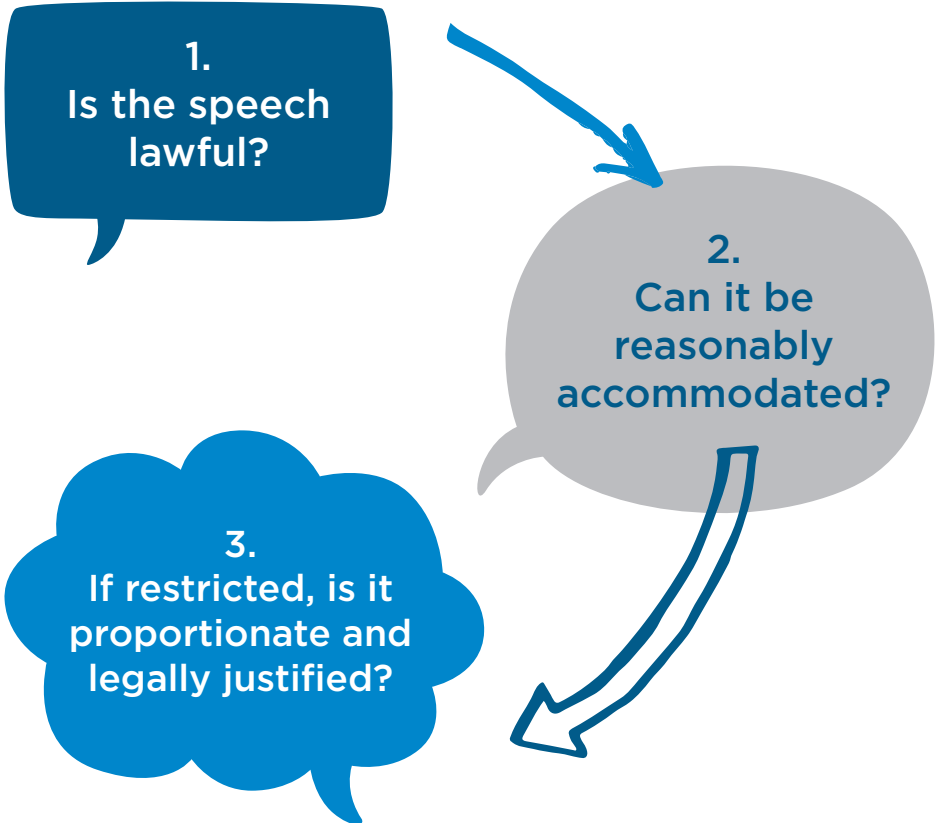 1.
Is the speech
lawful?
2.
Can it be
reasonably
accommodated?
3.
If restricted, is it
proportionate and
legally justified?